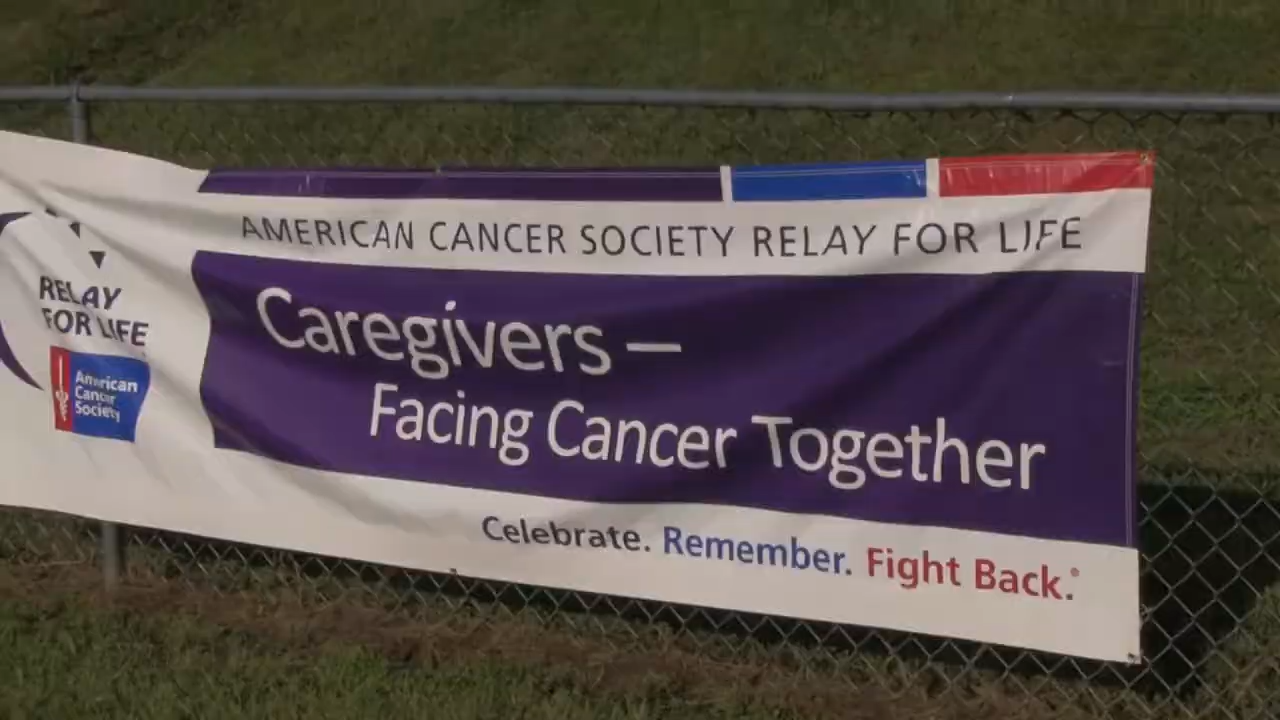 AMERICAN CANCER SOCIETY RELAY FOR LIFE
RELAY
FOR LIFE
American
Cancer
Society
Caregivers –
Facing Cancer Together
Celebrate. Remember. Fight Back.®